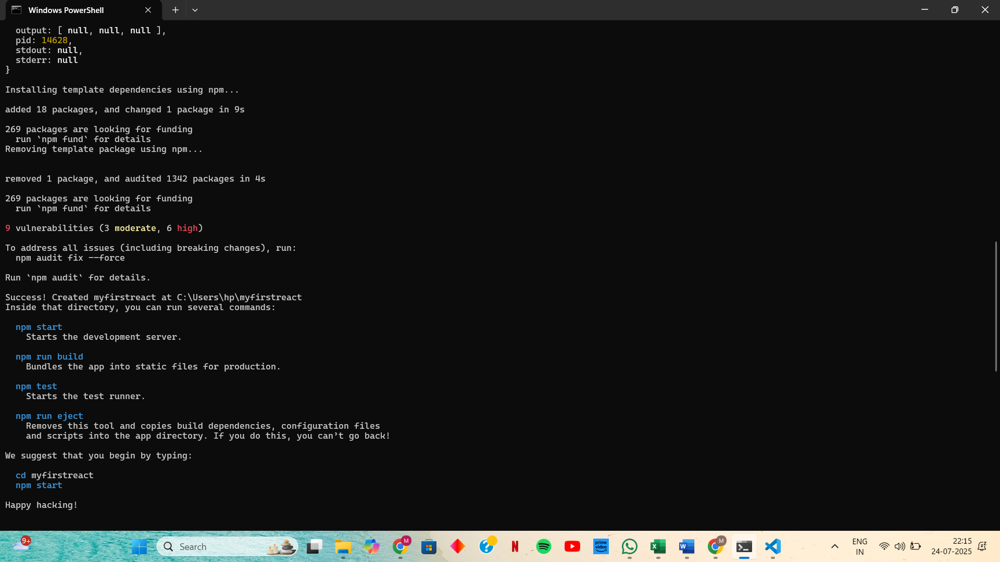 Windows PowerShell
output: [ null, null, null ],
pid: 14628,
stdout: null,
stderr: null
}
Installing template dependencies using npm...
added 18 packages, and changed 1 package in 9s
269 packages are looking for funding
run `npm fund` for details
Removing template package using npm...
removed 1 package, and audited 1342 packages in 4s
269 packages are looking for funding
run `npm fund` for details
9 vulnerabilities (3 moderate, 6 high)
To address all issues (including breaking changes), run:
npm audit fix --force
Run `npm audit` for details.
Success! Created myfirstreact at C:\Users\hp\myfirstreact
Inside that directory, you can run several commands:
npm start
Starts the development server.
npm run build
Bundles the app into static files for production.
npm test
Starts the test runner.
npm run eject
Removes this tool and copies build dependencies, configuration files
and scripts into the app directory. If you do this, you can’t go back!
We suggest that you begin by typing:
cd myfirstreact
npm start
Happy hacking!
9+
Search
M
?
N
prime video
X
W
M
ENG
IN
22:15
24-07-2025